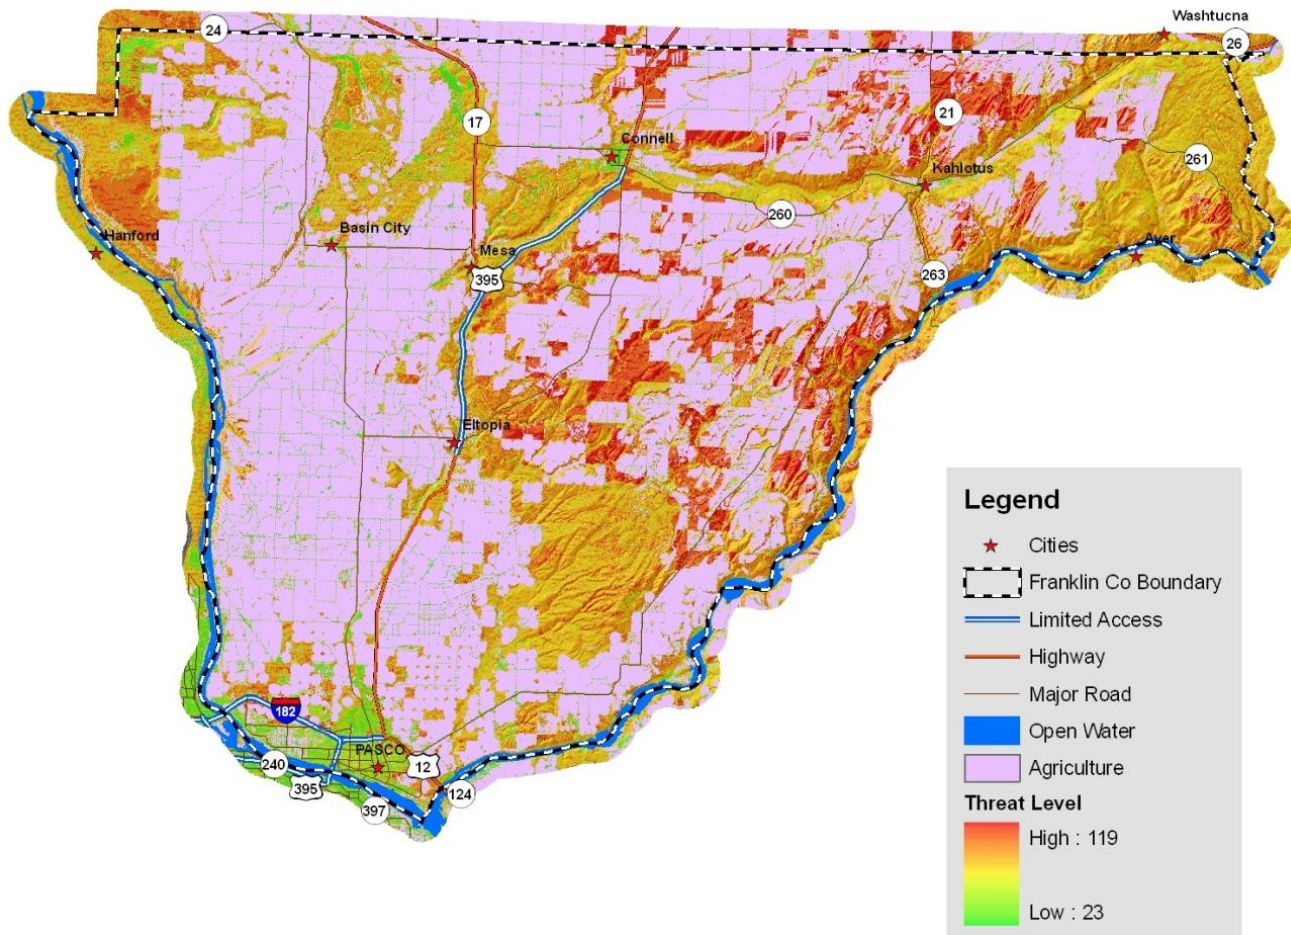 Washtucna
24
26
17
21
Connell
261
Kahlotus
260
Basin City
Hanford
Mesa
Ayer
395
263
Eltopia
182
PASCO
12
240
395
124
397
Legend
Cities
Franklin Co Boundary
Limited Access
Highway
Major Road
Open Water
Agriculture
Threat Level
High : 119
Low : 23